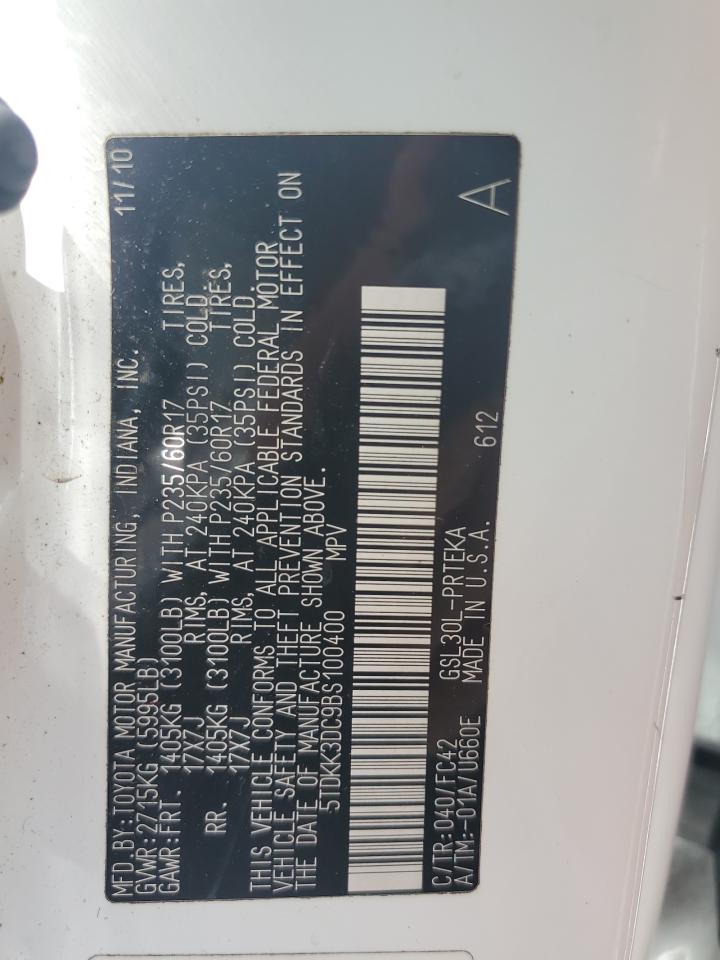 MFD.BY:TOYOTA MOTOR MANUFACTURING, INDIANA, INC. 11/10
GVWR:2715KG (5995LB)
GAWR:FRT. 1405KG (3100LB) WITH P235/60R17 TIRES,
17X7J RIMS, AT 240KPA (35PSI) COLD
RR. 1405KG (3100LB) WITH P235/60R17 TIRES,
17X7J RIMS, AT 240KPA (35PSI) COLD.
THIS VEHICLE CONFORMS TO ALL APPLICABLE FEDERAL MOTOR
VEHICLE SAFETY AND THEFT PREVENTION STANDARDS IN EFFECT ON
THE DATE OF MANUFACTURE SHOWN ABOVE.
5TDKK3DC9BS100400 MPV
C/TR:040/FC42 GSL30L-PRTEKA
A/TM:-01A/U660E MADE IN U.S.A. 612 A